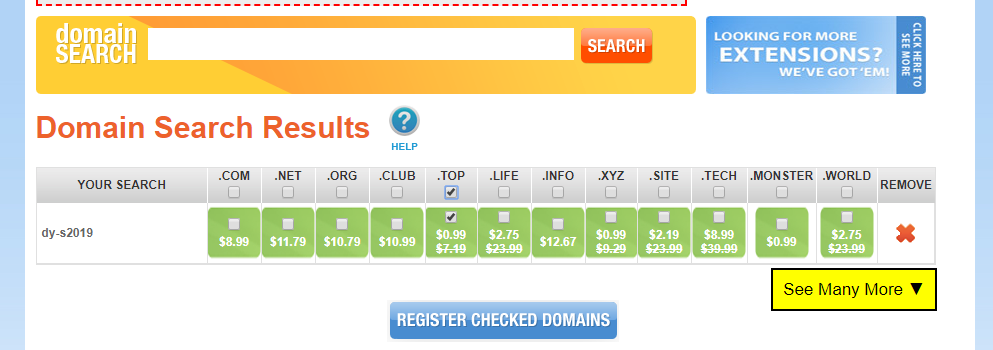 domain
SEARCH
SEARCH
LOOKING FOR MORE
EXTENSIONS?
WE'VE GOT 'EM!
CLICK HERE TO
SEE MORE
Domain Search Results
?
HELP
YOUR SEARCH .COM .NET .ORG .CLUB .TOP .LIFE .INFO .XYZ .SITE .TECH .MONSTER .WORLD REMOVE
dy-s2019 $8.99 $11.79 $10.79 $10.99 $0.99 $2.75 $12.67 $0.99 $2.19 $8.99 $0.99 $2.75
$7.19 $23.99 $9.29 $23.99 $39.99 $23.99
See Many More ▼
REGISTER CHECKED DOMAINS